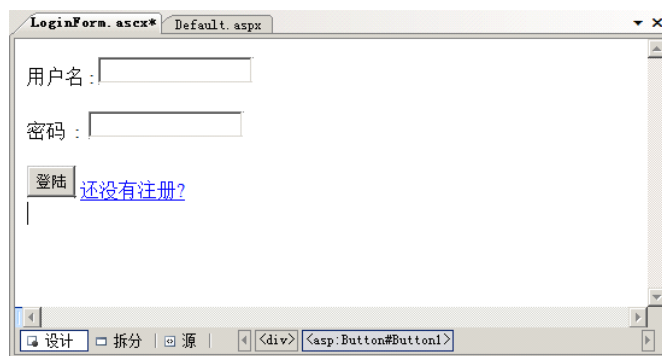 LoginForm.ascx* Default.aspx
用户名 :
密码 :
登陆 还没有注册?
设计 拆分 源 <div> <asp:Button#Button1>